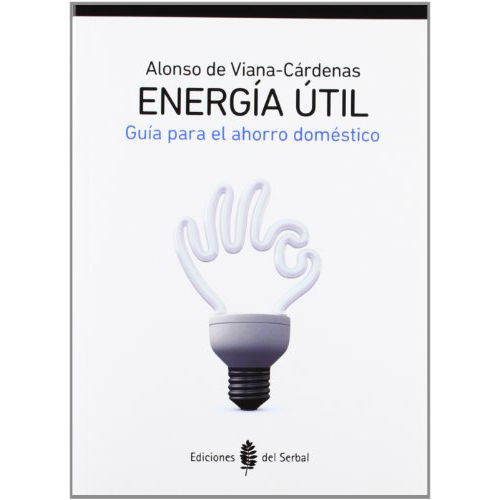 Alonso de Viana-Cárdenas
ENERGÍA ÚTIL
Guía para el ahorro doméstico
Ediciones del Serbal